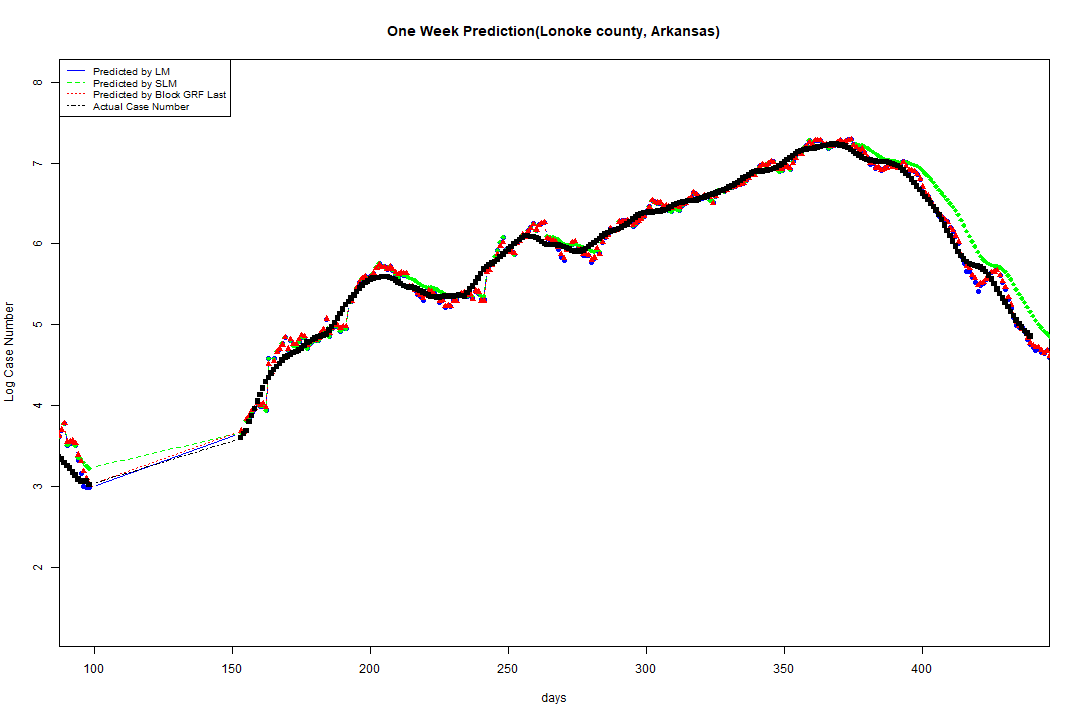 One Week Prediction(Lonoke county, Arkansas)
Predicted by LM
Predicted by SLM
Predicted by Block GRF Last
Actual Case Number
8
7
6
5
4
3
2
Log Case Number
100 150 200 250 300 350 400
days